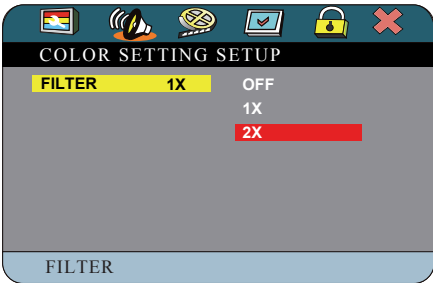 COLOR SETTING SETUP
FILTER 1X OFF
1X
2X
FILTER